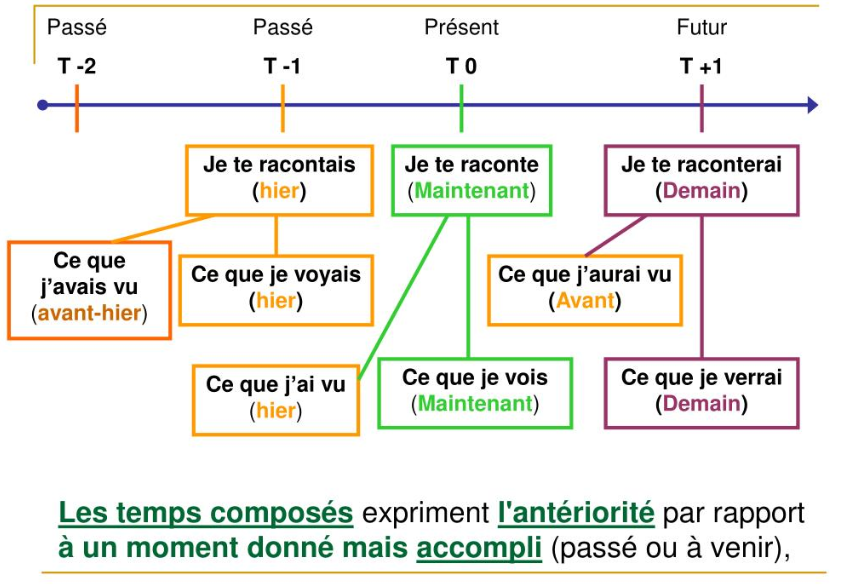 Passé Passé Présent Futur
T -2 T -1 T 0 T +1
Je te racontais
(hier)
Je te raconte
(Maintenant)
Je te raconterai
(Demain)
Ce que
j'avais vu
(avant-hier)
Ce que je voyais
(hier)
Ce que j'aurai vu
(Avant)
Ce que j'ai vu
(hier)
Ce que je vois
(Maintenant)
Ce que je verrai
(Demain)
Les temps composés expriment l'antériorité par rapport
à un moment donné mais accompli (passé ou à venir),